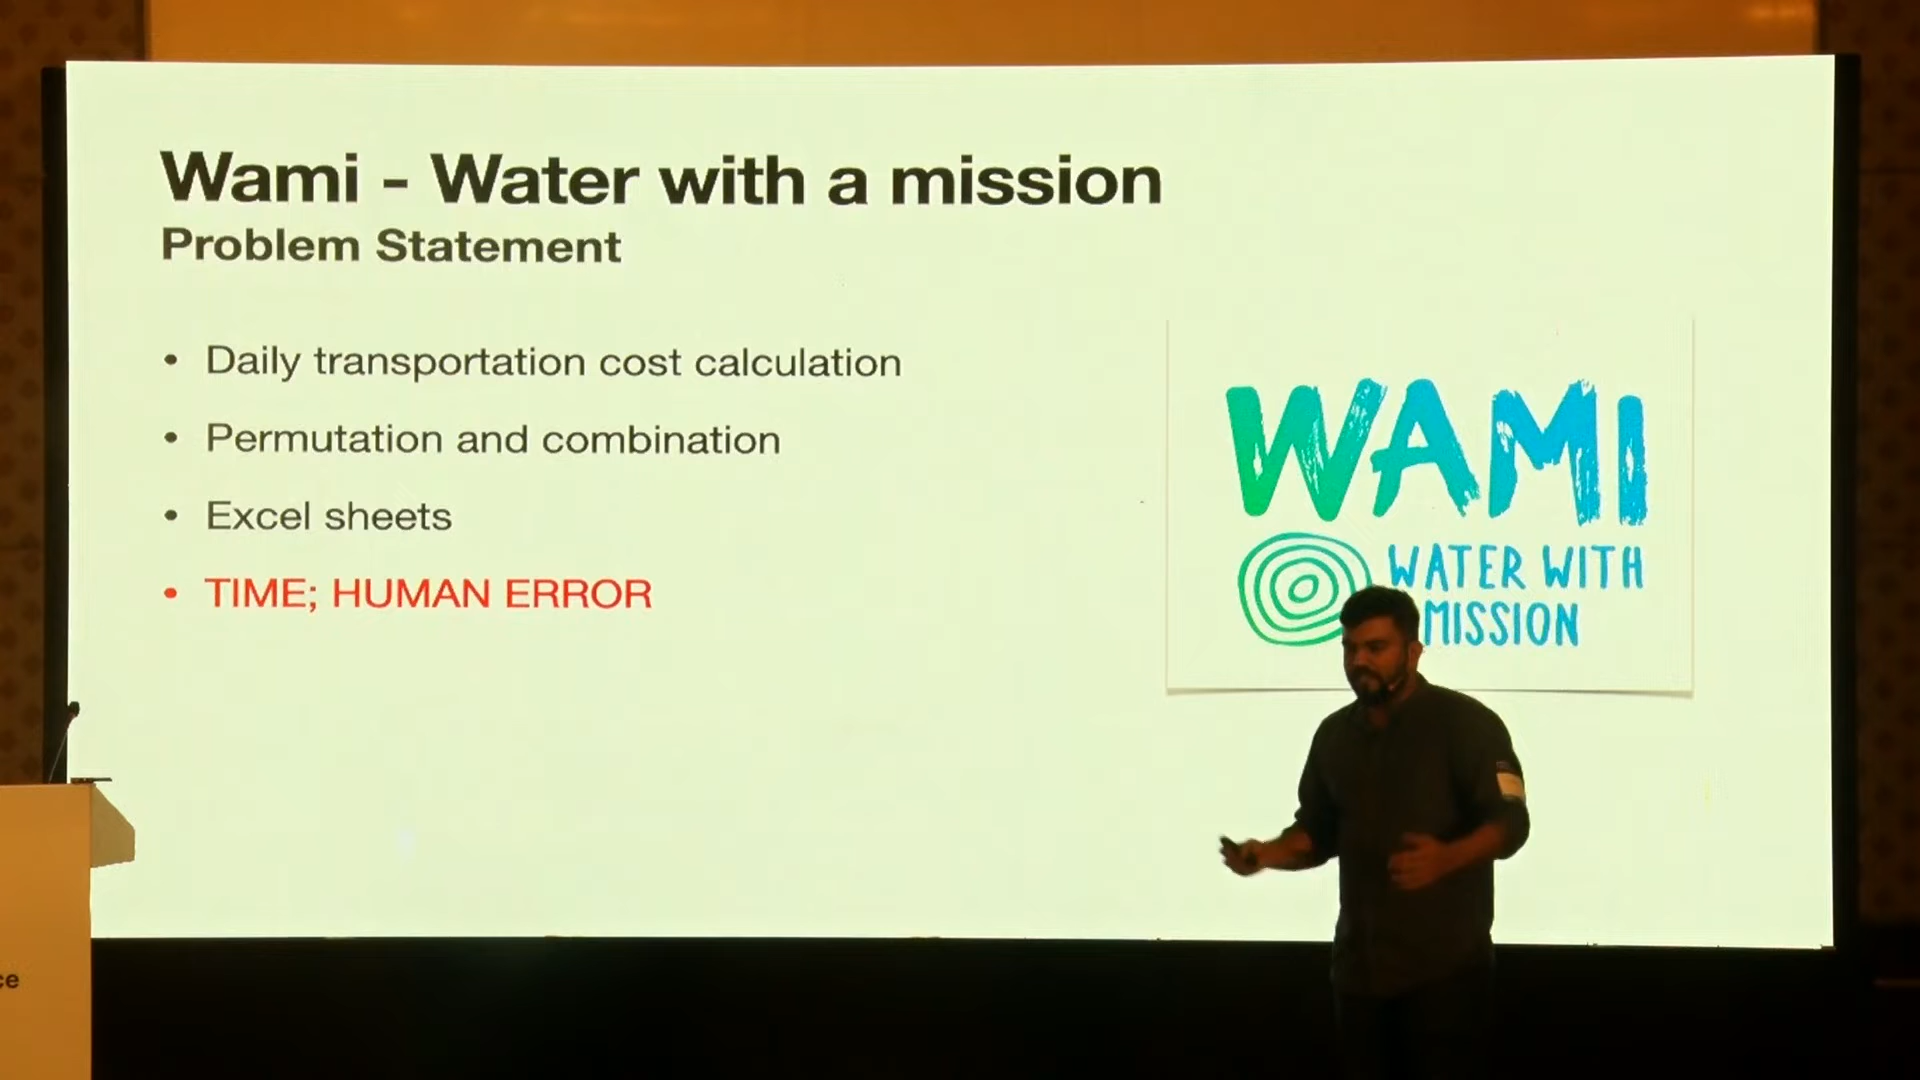 Wami - Water with a mission
Problem Statement
• Daily transportation cost calculation
• Permutation and combination
• Excel sheets
• TIME; HUMAN ERROR
WAMI
WATER WITH
MISSION
ce